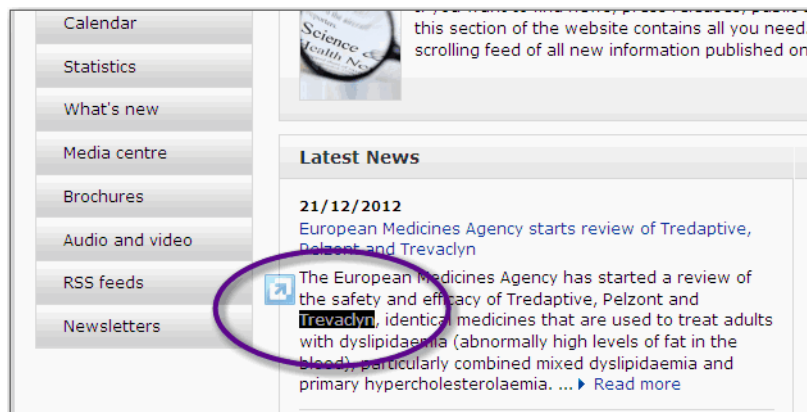 Calendar
Statistics
What's new
Media centre
Brochures
Audio and video
RSS feeds
Newsletters
Science &
Health Ne
this section of the website contains all you need.
scrolling feed of all new information published on
Latest News
21/12/2012
European Medicines Agency starts review of Tredaptive,
Pelzont and Trevaclyn
The European Medicines Agency has started a review of
the safety and efficacy of Tredaptive, Pelzont and
Trevaclyn, identical medicines that are used to treat adults
with dyslipidaemia (abnormally high levels of fat in the
blood), particularly combined mixed dyslipidaemia and
primary hypercholesterolaemia. ... Read more